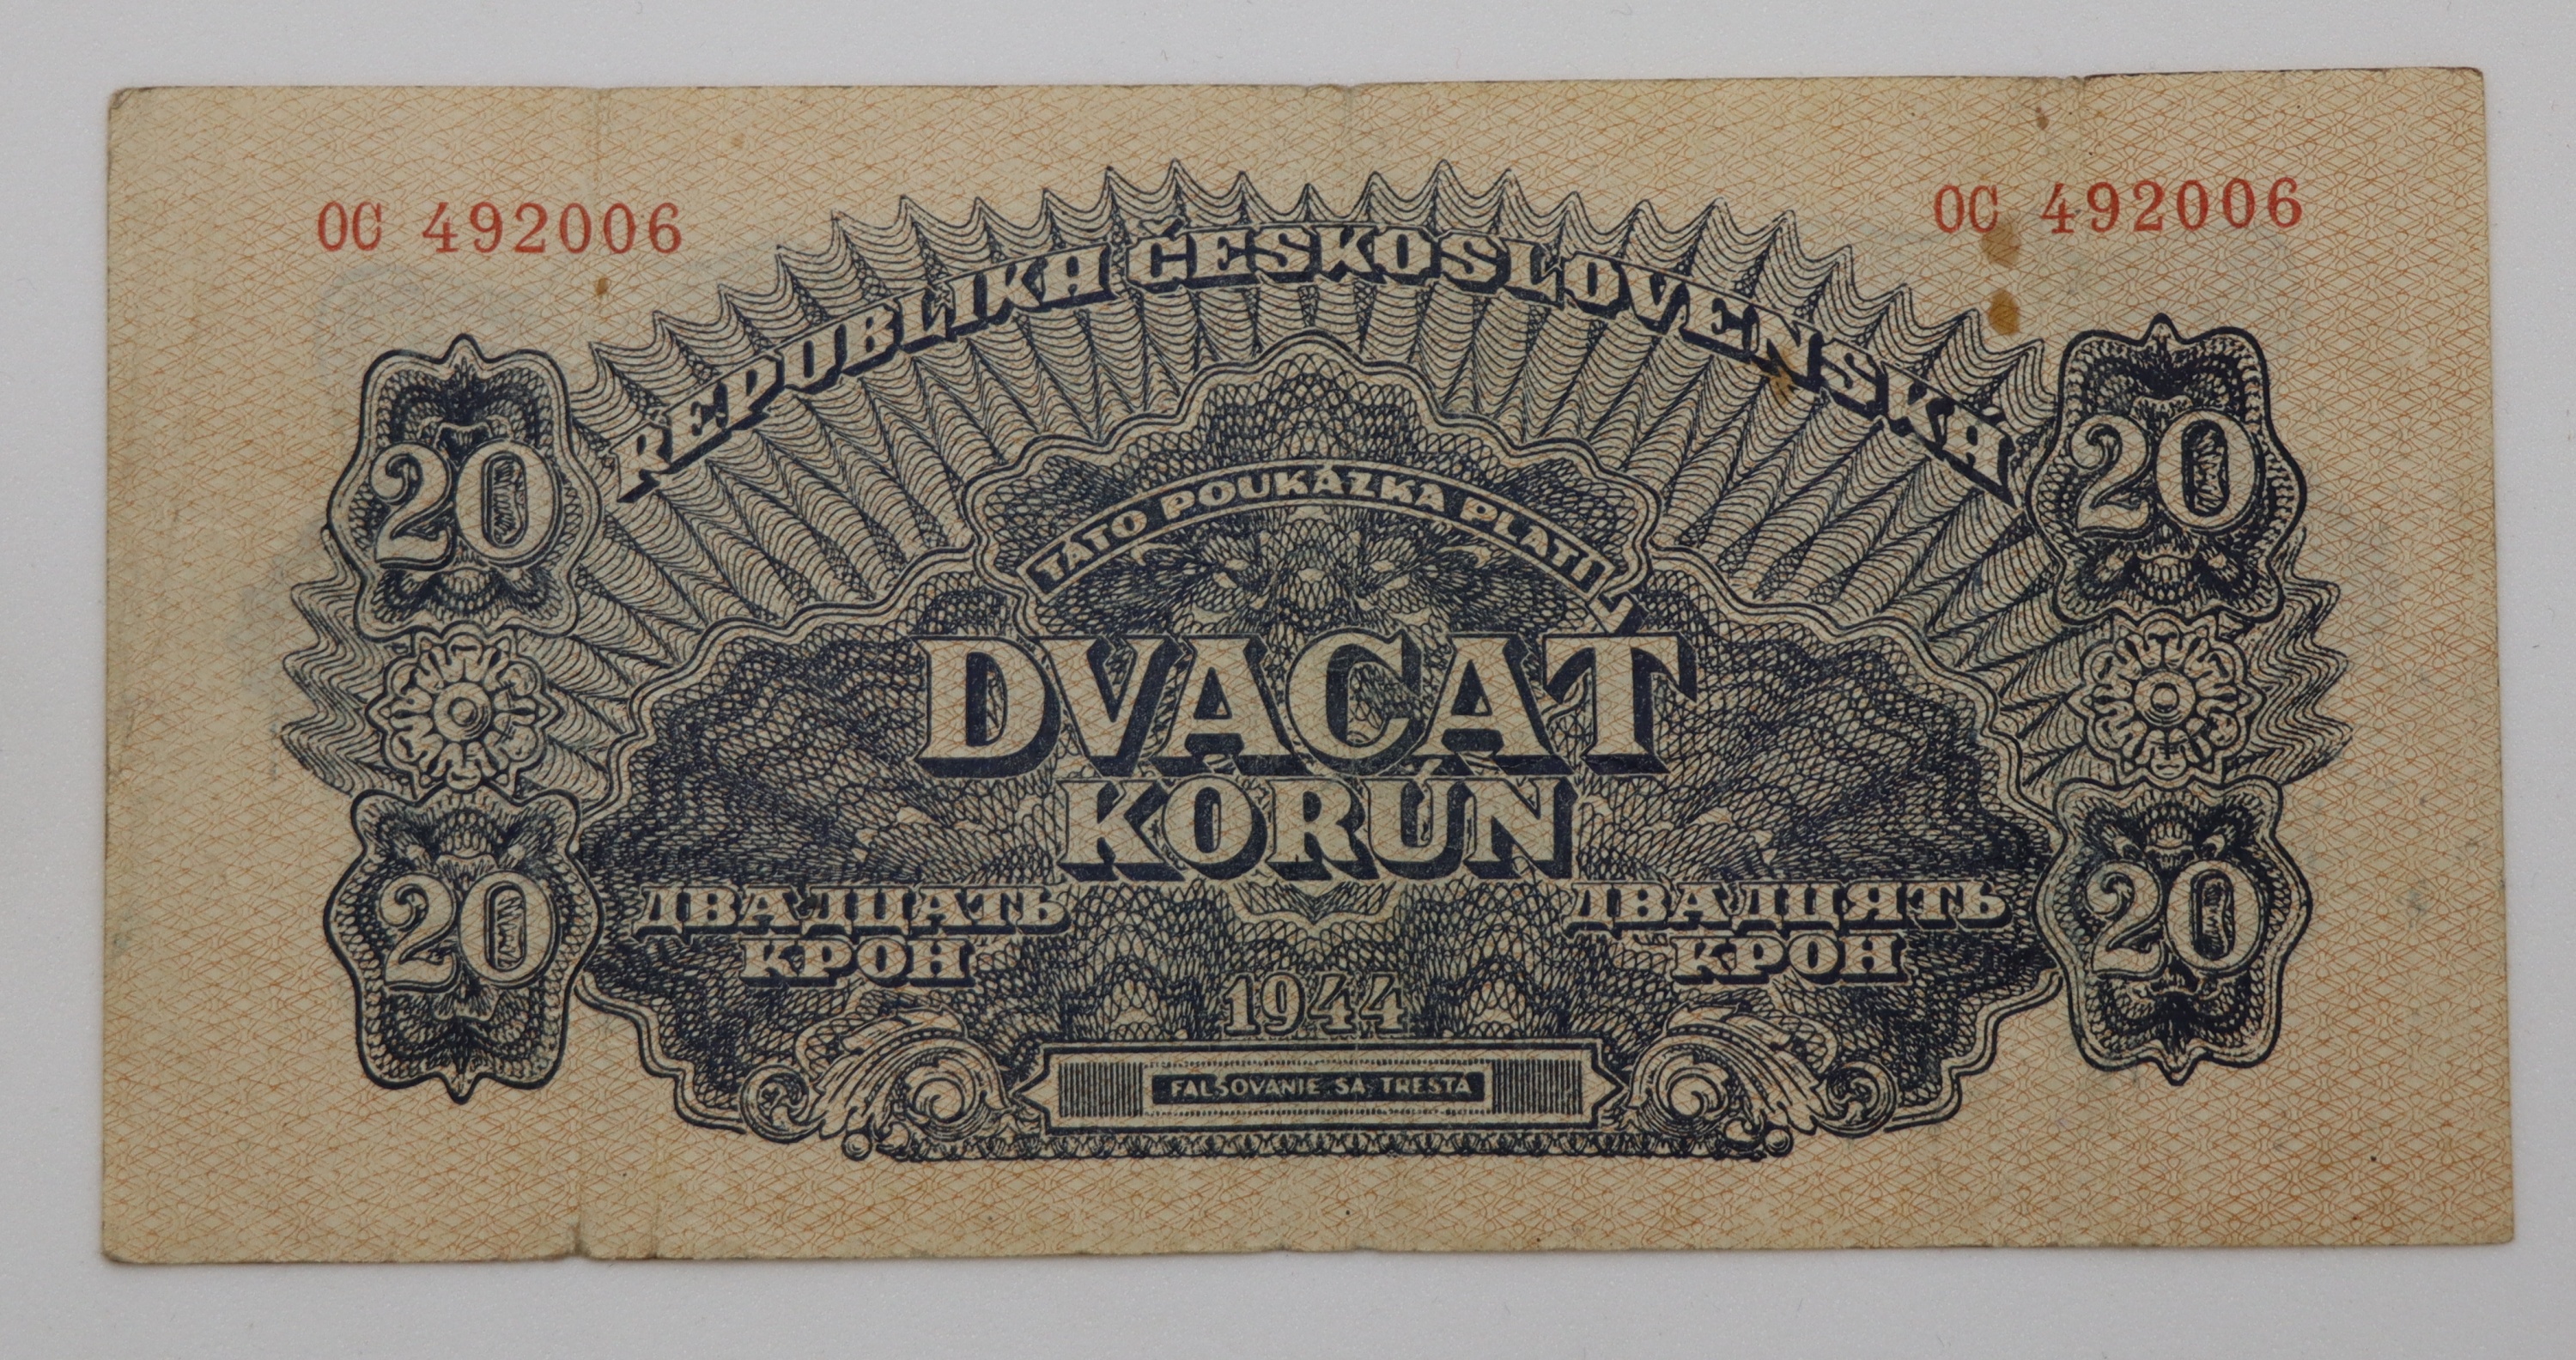 OC 492006
OC 492006
REPUBLIKA ČESKOSLOVENSKÁ
20
20
TÁTO POUKÁZKA PLATÍ
DVACAŤ
KORÚN
20
20
ДВАДЦАТЬ
КРОН
ДВАДЦЯТЬ
КРОН
1944
FALŠOVANIE SA TRESTÁ